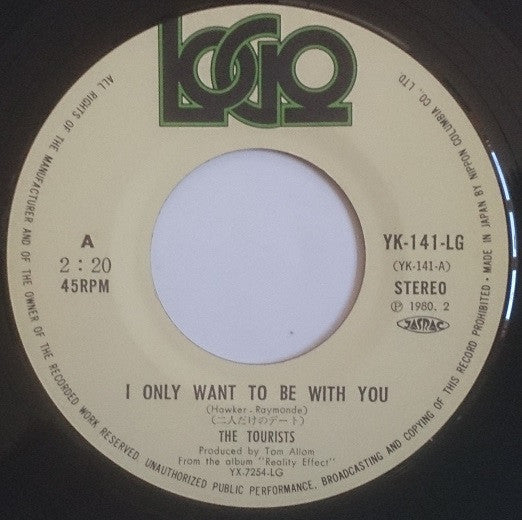 LOGO
ALL RIGHTS OF THE MANUFACTURER AND OF THE OWNER OF THE RECORDED WORK RESERVED. UNAUTHORIZED PUBLIC PERFORMANCE, BROADCASTING AND COPYING OF THIS RECORD PROHIBITED • MADE IN JAPAN BY NIPPON COLUMBIA CO., LTD.
A
2:20
45RPM
YK-141-LG
(YK-141-A)
STEREO
Ⓟ 1980. 2
JASRAC
I ONLY WANT TO BE WITH YOU
(Hawker - Raymonde)
(二人だけのデート)
THE TOURISTS
Produced by Tom Allom
From the album "Reality Effect"
YX-7254-LG